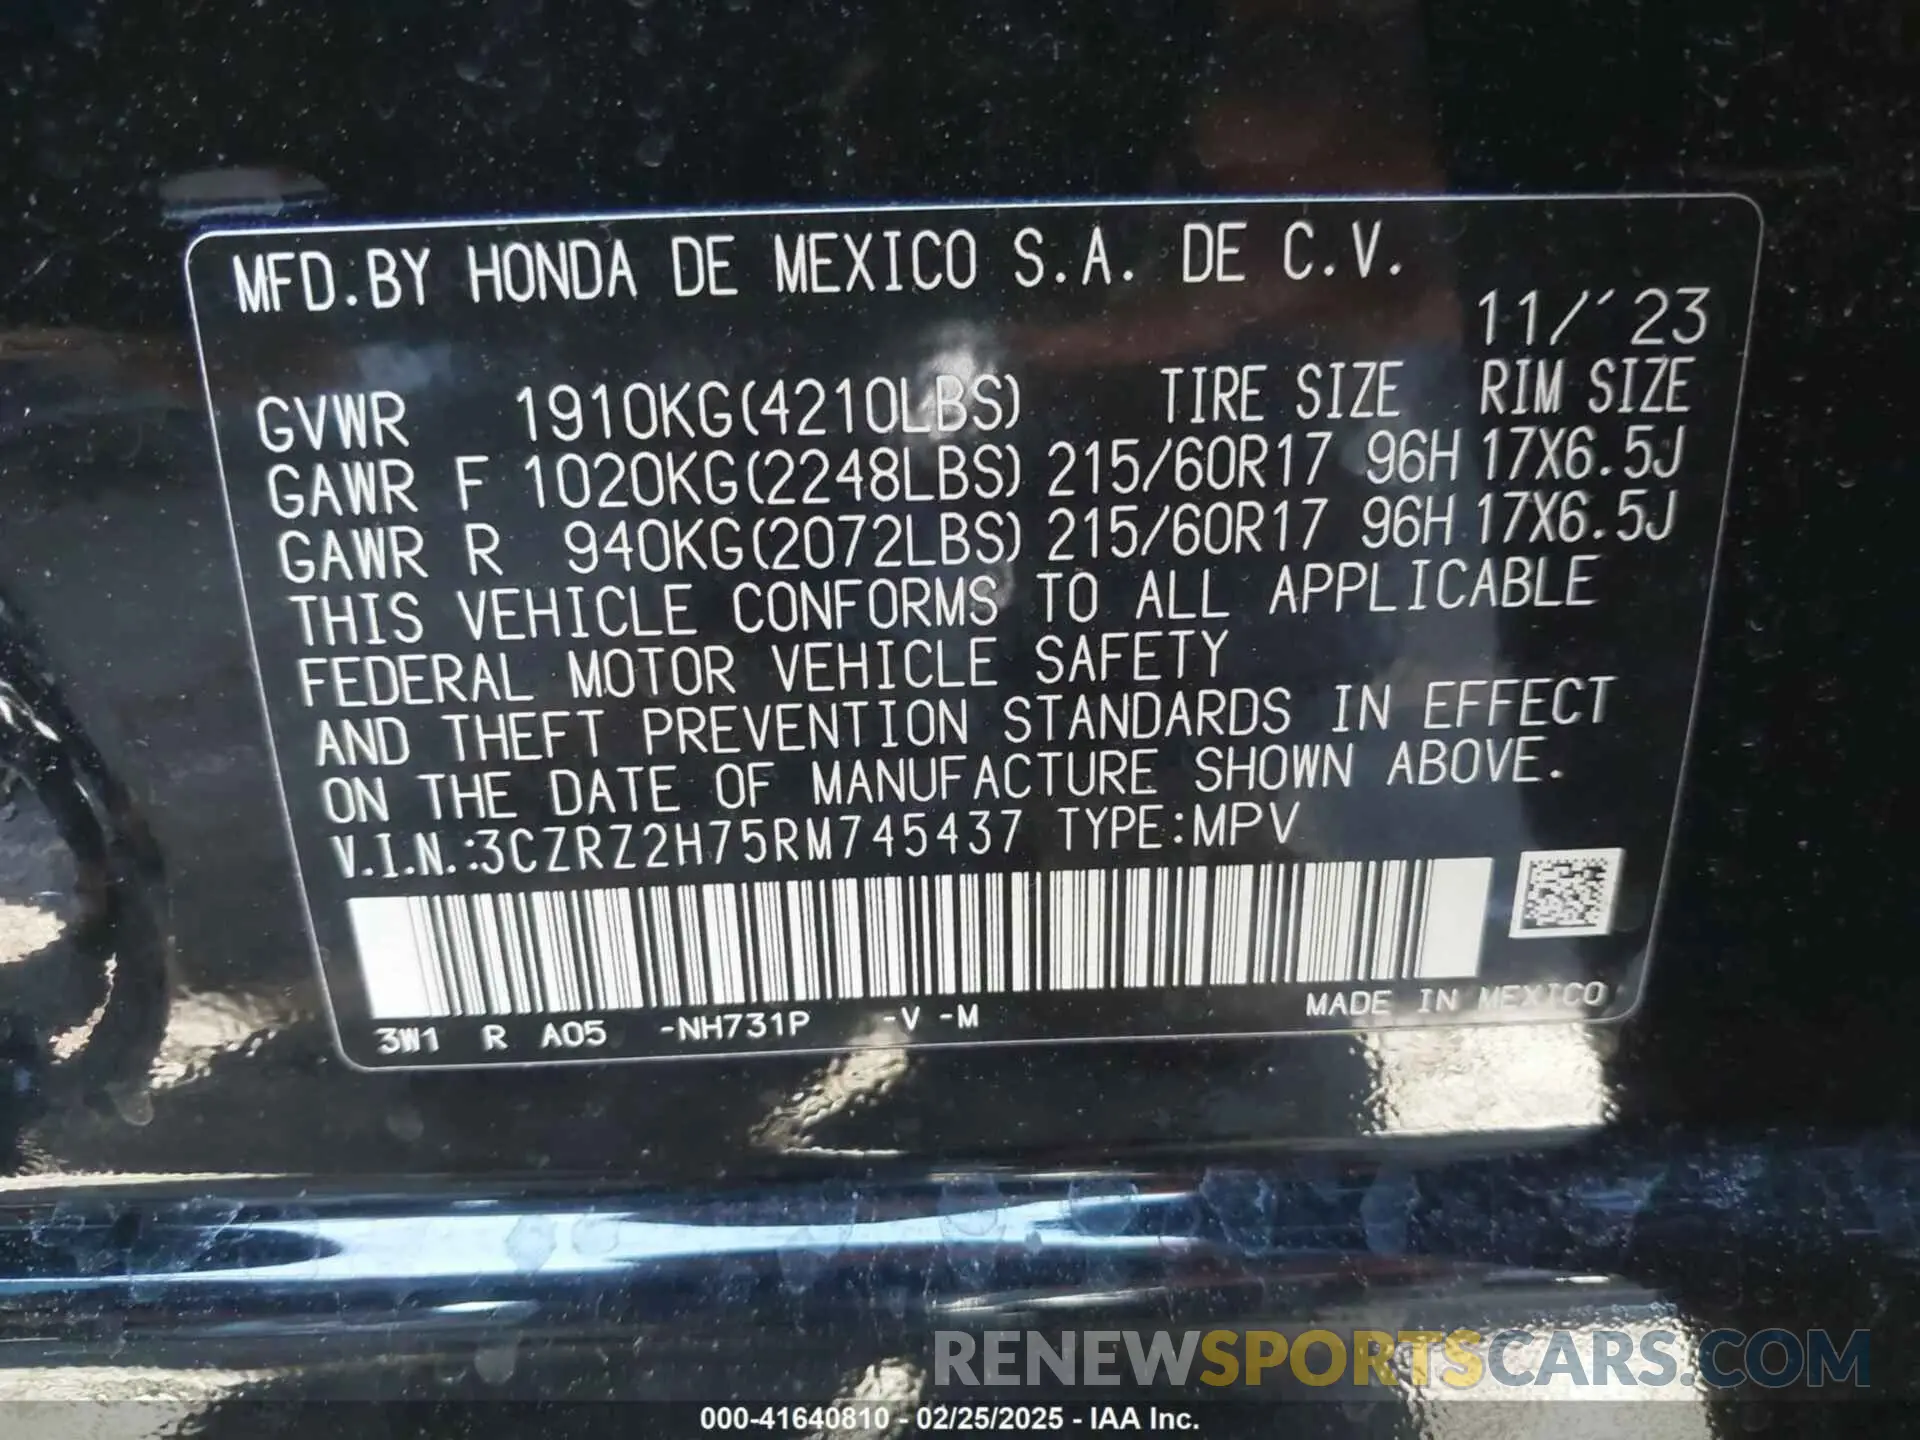 MFD.BY HONDA DE MEXICO S.A. DE C.V.
11/´23
GVWR 1910KG(4210LBS) TIRE SIZE RIM SIZE
GAWR F 1020KG(2248LBS) 215/60R17 96H 17X6.5J
GAWR R 940KG(2072LBS) 215/60R17 96H 17X6.5J
THIS VEHICLE CONFORMS TO ALL APPLICABLE
FEDERAL MOTOR VEHICLE SAFETY
AND THEFT PREVENTION STANDARDS IN EFFECT
ON THE DATE OF MANUFACTURE SHOWN ABOVE.
V.I.N.:3CZRZ2H75RM745437 TYPE:MPV
3W1 R A05 -NH731P -V -M MADE IN MEXICO
RENEWSPORTSCARS.COM
000-41640810 - 02/25/2025 - IAA Inc.